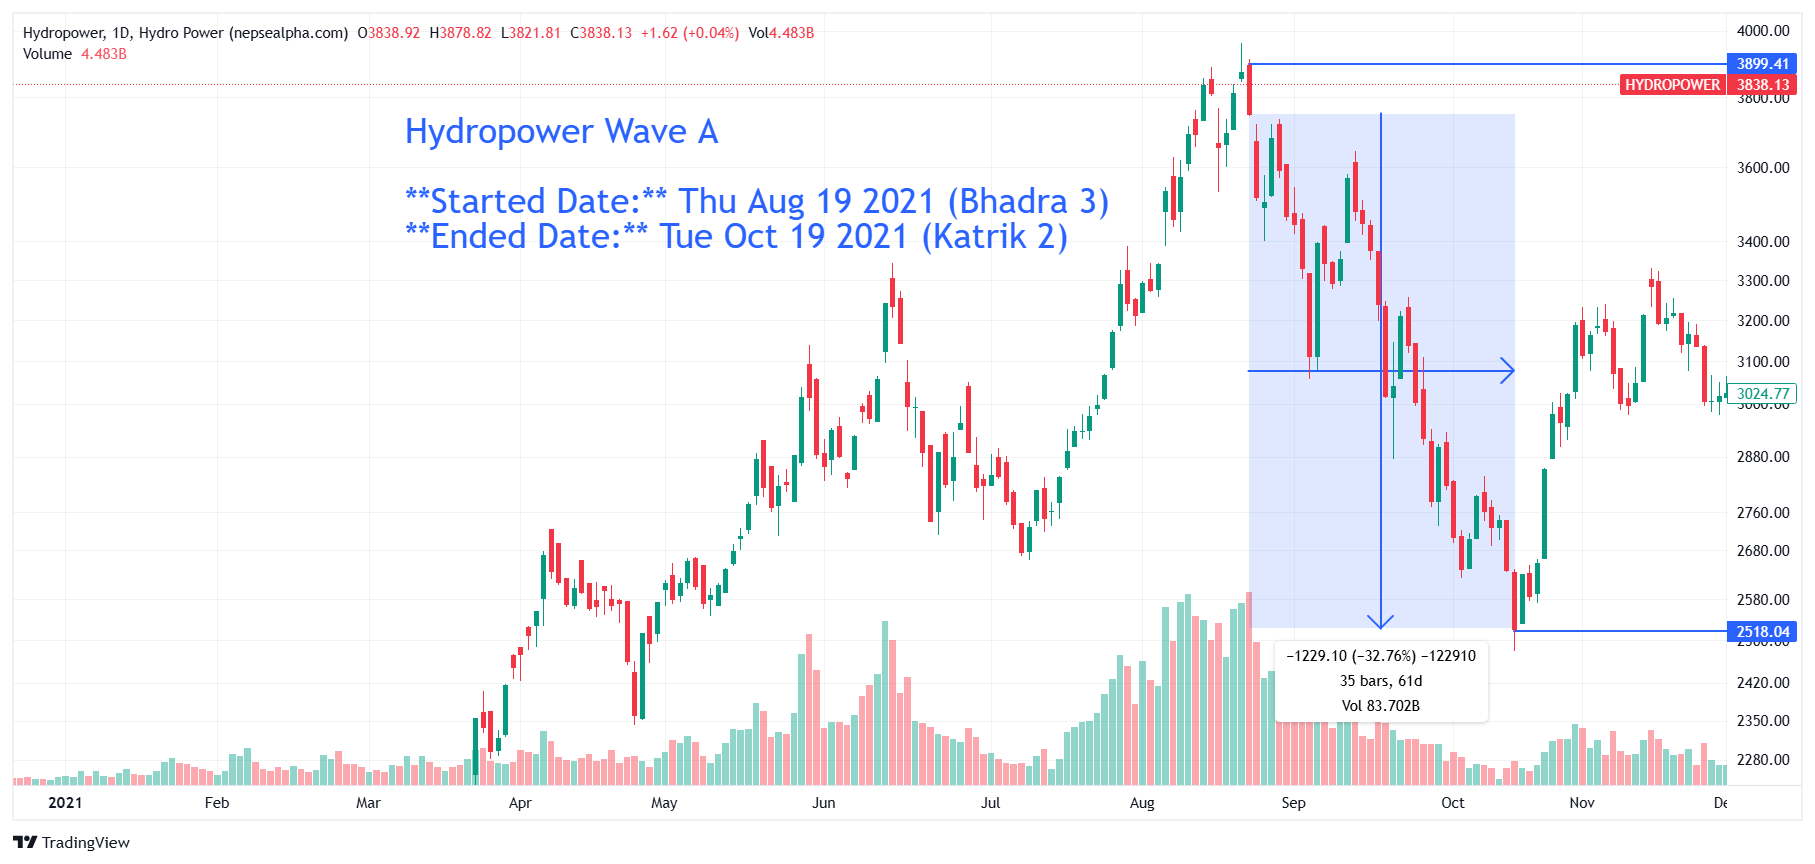 Hydropower, 1D, Hydro Power (nepsealpha.com) O3838.92 H3878.82 L3821.81 C3838.13 +1.62 (+0.04%) Vol4.483B
Volume 4.483B
4000.00
3899.41
HYDROPOWER 3838.13
3800.00
Hydropower Wave A
3600.00
**Started Date:** Thu Aug 19 2021 (Bhadra 3)
**Ended Date:** Tue Oct 19 2021 (Katrik 2)
3400.00
3300.00
3200.00
3100.00
3024.77
3000.00
2880.00
2760.00
2680.00
2580.00
2518.04
2500.00
−1229.10 (−32.76%) −122910
35 bars, 61d
Vol 83.702B
2420.00
2350.00
2280.00
2021 Feb Mar Apr May Jun Jul Aug Sep Oct Nov De
TradingView